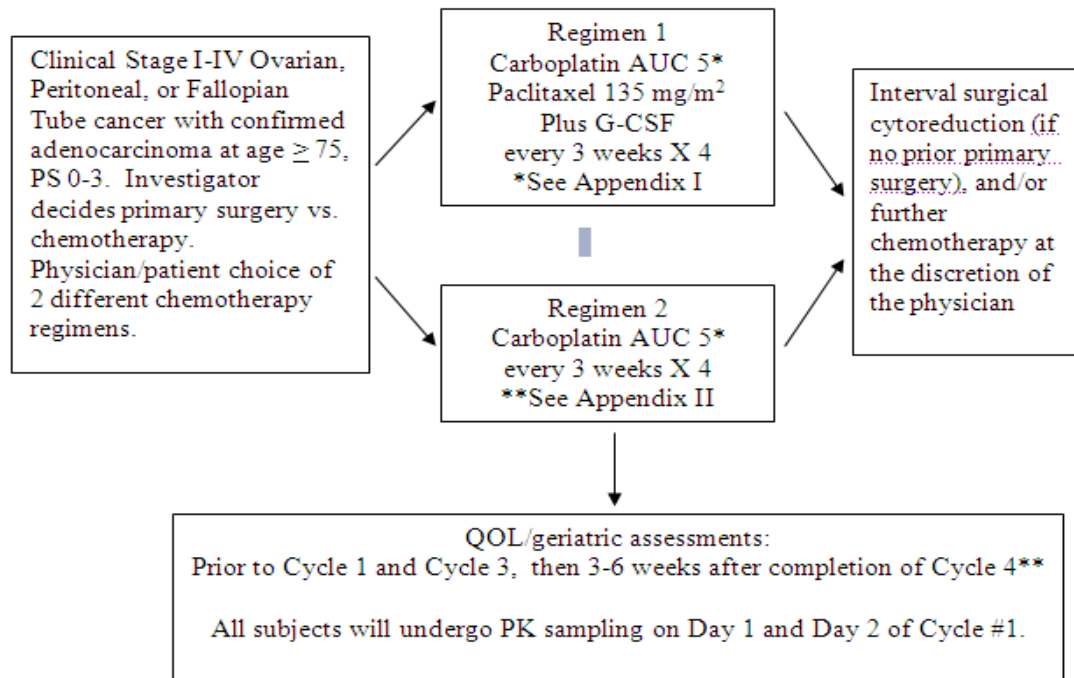 Clinical Stage I-IV Ovarian,
Peritoneal, or Fallopian
Tube cancer with confirmed
adenocarcinoma at age ≥ 75,
PS 0-3. Investigator
decides primary surgery vs.
chemotherapy.
Physician/patient choice of
2 different chemotherapy
regimens.
Regimen 1
Carboplatin AUC 5*
Paclitaxel 135 mg/m²
Plus G-CSF
every 3 weeks X 4
*See Appendix I
Regimen 2
Carboplatin AUC 5*
every 3 weeks X 4
**See Appendix II
Interval surgical
cytoreduction (if
no prior primary
surgery), and/or
further
chemotherapy at
the discretion of
the physician
QOL/geriatric assessments:
Prior to Cycle 1 and Cycle 3, then 3-6 weeks after completion of Cycle 4**
All subjects will undergo PK sampling on Day 1 and Day 2 of Cycle #1.